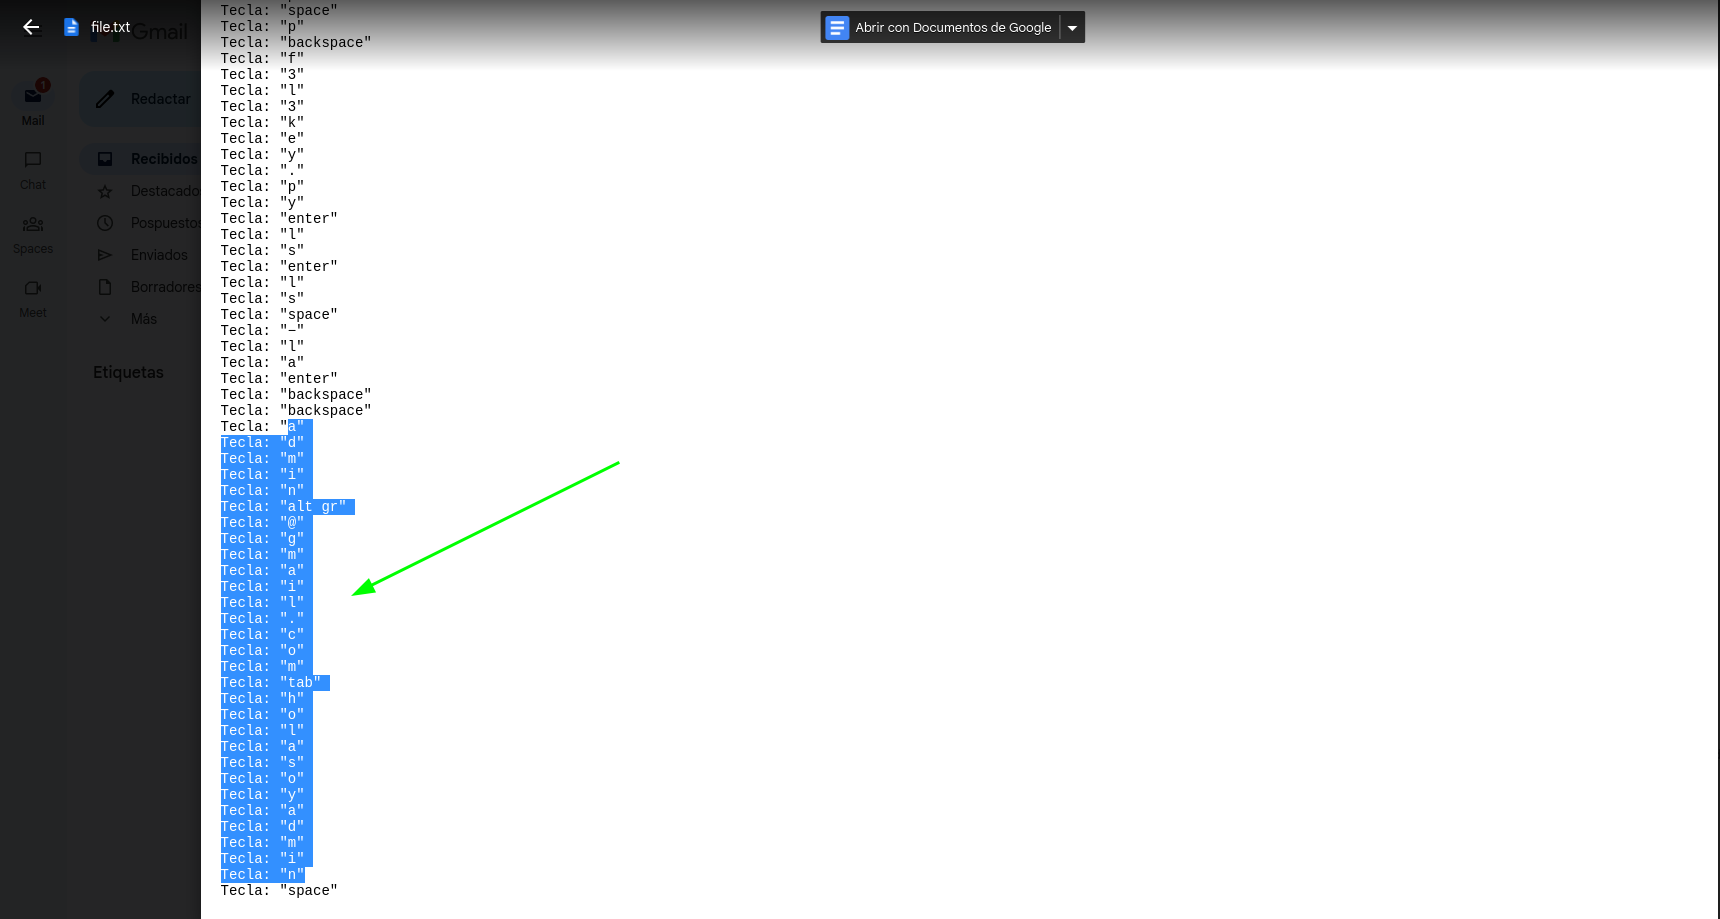 file.txt
Abrir con Documentos de Google
Gmail
1
Redactar
Mail
Recibidos
Chat
Destacados
Pospuestos
Spaces
Enviados
Borradores
Meet
Más
Etiquetas
Tecla: "space"
Tecla: "p"
Tecla: "backspace"
Tecla: "f"
Tecla: "3"
Tecla: "l"
Tecla: "3"
Tecla: "k"
Tecla: "e"
Tecla: "y"
Tecla: "."
Tecla: "p"
Tecla: "y"
Tecla: "enter"
Tecla: "l"
Tecla: "s"
Tecla: "enter"
Tecla: "l"
Tecla: "s"
Tecla: "space"
Tecla: "−"
Tecla: "l"
Tecla: "a"
Tecla: "enter"
Tecla: "backspace"
Tecla: "backspace"
Tecla: "a"
Tecla: "d"
Tecla: "m"
Tecla: "i"
Tecla: "n"
Tecla: "alt gr"
Tecla: "@"
Tecla: "g"
Tecla: "m"
Tecla: "a"
Tecla: "i"
Tecla: "l"
Tecla: "."
Tecla: "c"
Tecla: "o"
Tecla: "m"
Tecla: "tab"
Tecla: "h"
Tecla: "o"
Tecla: "l"
Tecla: "a"
Tecla: "s"
Tecla: "o"
Tecla: "y"
Tecla: "a"
Tecla: "d"
Tecla: "m"
Tecla: "i"
Tecla: "n"
Tecla: "space"